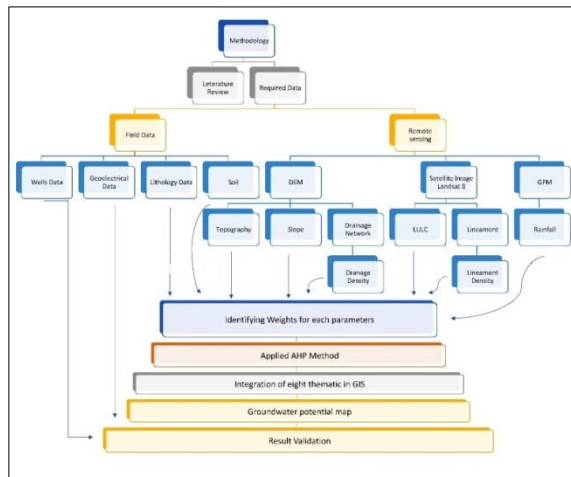 Methodology
Leterature
Review
Required Data
Field Data
Remote
sensing
Wells Data
Geoelectrical
Data
Lithology Data
Soil
DEM
Satellite Image
Landsat 8
GPM
Topography
Slope
Drainage
Network
LULC
Lineament
Rainfall
Dranage
Density
Lineament
Density
Identifying Weights for each parameters
Applied AHP Method
Integration of eight thematic in GIS
Groundwater potential map
Result Validation